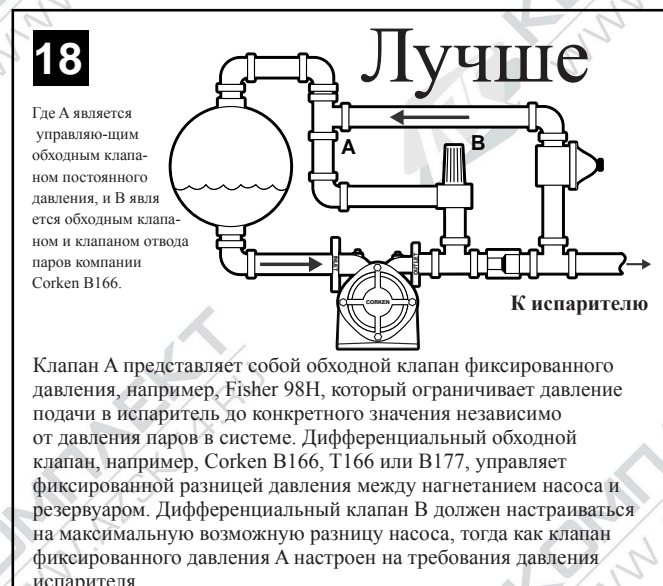 18
Лучше
Где А является
управляю-щим
обходным клапа-
ном постоянного
давления, и В явля
ется обходным клапа-
ном и клапаном отвода
паров компании
Corken B166.
A
B
INLET
OUTLET
CORKEN
К испарителю
Клапан А представляет собой обходной клапан фиксированного
давления, например, Fisher 98H, который ограничивает давление
подачи в испаритель до конкретного значения независимо
от давления паров в системе. Дифференциальный обходной
клапан, например, Corken B166, T166 или B177, управляет
фиксированной разницей давления между нагнетанием насоса и
резервуаром. Дифференциальный клапан В должен настраиваться
на максимальную возможную разницу насоса, тогда как клапан
фиксированного давления А настроен на требования давления
испарителя